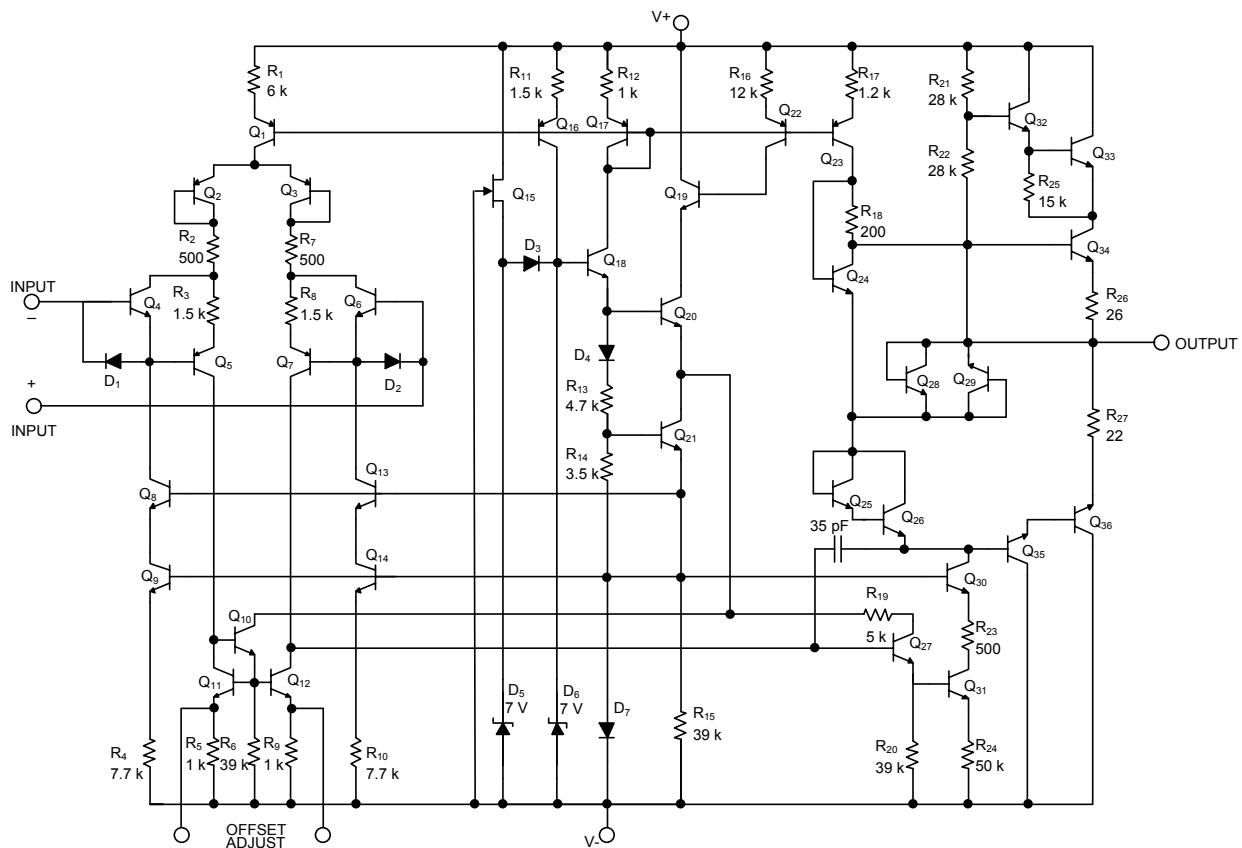 V+
R1
6 k
R11
1.5 k
R12
1 k
R16
12 k
R17
1.2 k
R21
28 k
Q1
Q16
Q17
Q22
Q23
Q32
Q33
R22
28 k
R25
15 k
Q2
Q3
Q15
Q19
R18
200
R2
500
R7
500
D3
Q18
Q24
Q34
INPUT
–
Q4
R3
1.5 k
R8
1.5 k
Q6
Q20
R26
26
D1
Q5
Q7
D2
D4
OUTPUT
+
INPUT
R13
4.7 k
Q28
Q29
Q21
R27
22
R14
3.5 k
Q8
Q13
Q25
Q26
35 pF
Q35
Q36
Q9
Q14
Q30
Q10
R19
5 k
Q27
R23
500
Q11
Q12
Q31
D5
7 V
D6
7 V
D7
R15
39 k
R4
7.7 k
R5
1 k
R6
39 k
R9
1 k
R10
7.7 k
R20
39 k
R24
50 k
OFFSET
ADJUST
V-